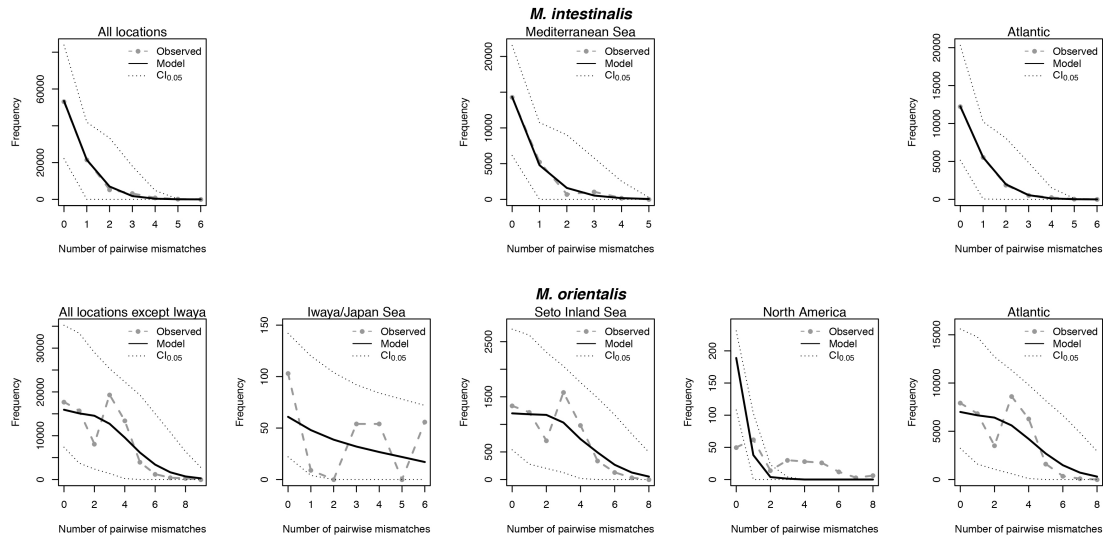 M. intestinalis
All locations
Observed
Model
CI0.05
Frequency
0 20000 60000
0 1 2 3 4 5 6
Number of pairwise mismatches
Mediterranean Sea
Observed
Model
CI0.05
Frequency
0 5000 10000 20000
0 1 2 3 4 5
Number of pairwise mismatches
Atlantic
Observed
Model
CI0.05
Frequency
0 5000 10000 15000 20000
0 1 2 3 4 5 6
Number of pairwise mismatches
M. orientalis
All locations except Iwaya
Observed
Model
CI0.05
Frequency
0 10000 20000 30000
0 2 4 6 8
Number of pairwise mismatches
Iwaya/Japan Sea
Observed
Model
CI0.05
Frequency
0 50 100 150
0 1 2 3 4 5 6
Number of pairwise mismatches
Seto Inland Sea
Observed
Model
CI0.05
Frequency
0 500 1500 2500
0 2 4 6 8
Number of pairwise mismatches
North America
Observed
Model
CI0.05
Frequency
0 50 100 150 200
0 2 4 6 8
Number of pairwise mismatches
Atlantic
Observed
Model
CI0.05
Frequency
0 5000 10000 15000
0 2 4 6 8
Number of pairwise mismatches